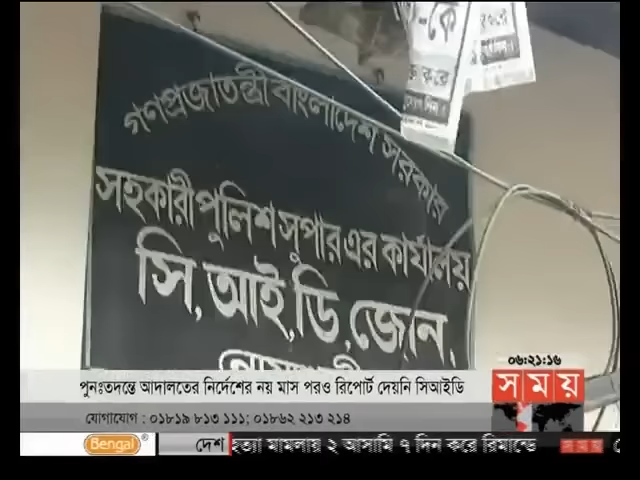 গণপ্রজাতন্ত্রী বাংলাদেশ সরকার
সহকারী পুলিশ সুপার এর কার্যালয়
সি, আই, ডি, জোন,
নোয়াখালী
০৬:২১:১৬
পুনঃতদন্তে আদালতের নির্দেশের নয় মাস পরও রিপোর্ট দেয়নি সিআইডি
সময়
যোগাযোগ : ০১৮১৯ ৮১৩ ১১১; ০১৮৬২ ২১৩ ২১৪
Bengal
দেশ
হত্যা মামলায় ২ আসামি ৭ দিন করে রিমান্ডে
সময়